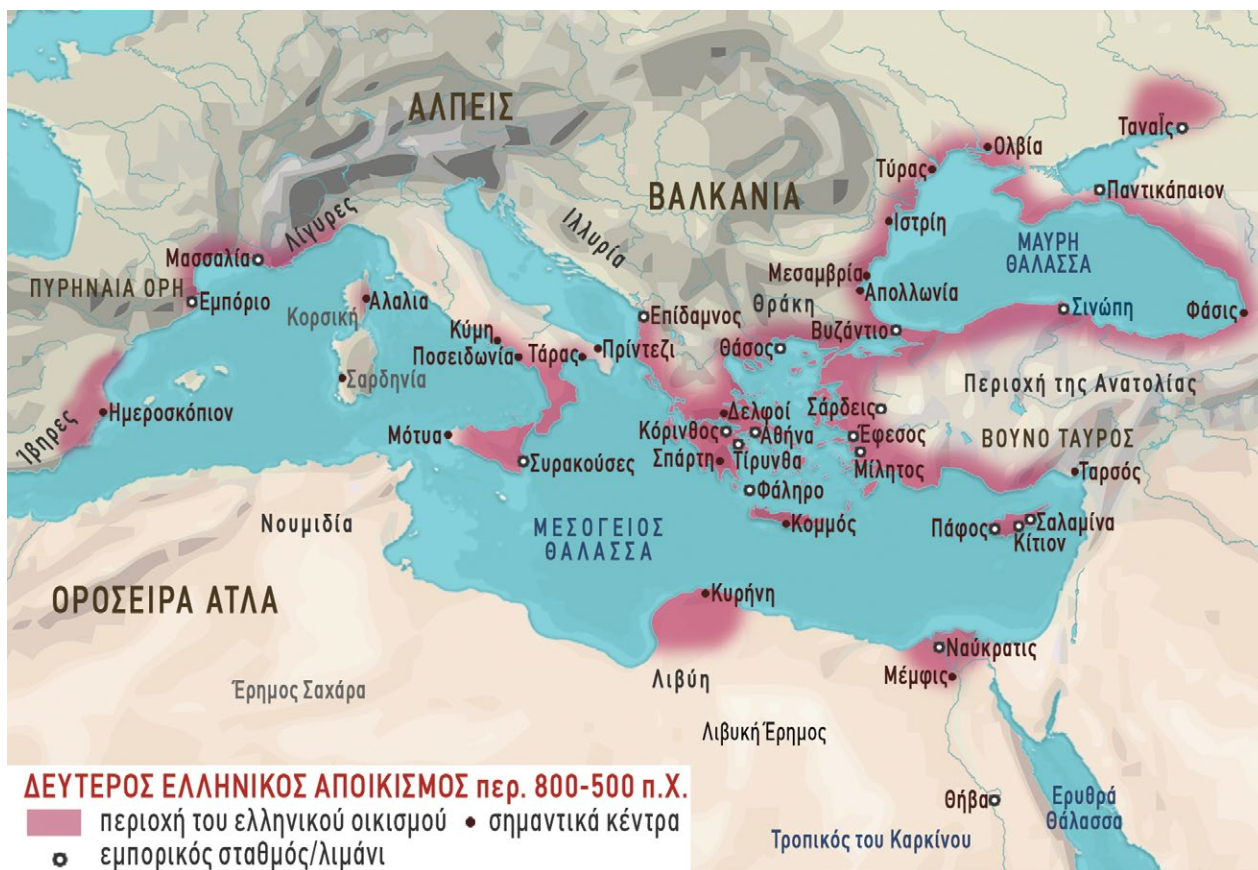 ΑΛΠΕΙΣ
ΤαναΪς
Ολβία
Τύρας
Παντικάπαιον
ΒΑΛΚΑΝΙΑ
Ιστρίη
Λίγυρες
Ιλλυρία
ΜΑΥΡΗ
ΘΑΛΑΣΣΑ
Μασσαλία
Μεσαμβρία
ΠΥΡΗΝΑΙΑ ΟΡΗ
Εμπόριο
Αλαλια
Απολλωνία
Κορσική
Θράκη
Σινώπη
Φάσις
Επίδαμνος
Κύμη
Βυζάντιο
Ποσειδωνία
Τάρας
Πρίντεζι
Θάσος
Σαρδηνία
Περιοχή της Ανατολίας
Ίβηρες
Ημεροσκόπιον
Δελφοί
Σάρδεις
Μότυα
Κόρινθος
Αθήνα
Έφεσος
ΒΟΥΝΟ ΤΑΥΡΟΣ
Συρακούσες
Σπάρτη
Τίρυνθα
Μίλητος
Ταρσός
Φάληρο
Νουμιδία
ΜΕΣΟΓΕΙΟΣ
ΘΑΛΑΣΣΑ
Κομμός
Πάφος
Σαλαμίνα
Κίτιον
ΟΡΟΣΕΙΡΑ ΑΤΛΑ
Κυρήνη
Ναύκρατις
Μέμφις
Έρημος Σαχάρα
Λιβύη
Λιβυκή Έρημος
ΔΕΥΤΕΡΟΣ ΕΛΛΗΝΙΚΟΣ ΑΠΟΙΚΙΣΜΟΣ περ. 800-500 π.Χ.
περιοχή του ελληνικού οικισμού
σημαντικά κέντρα
εμπορικός σταθμός/λιμάνι
Θήβα
Ερυθρά
Θάλασσα
Τροπικός του Καρκίνου